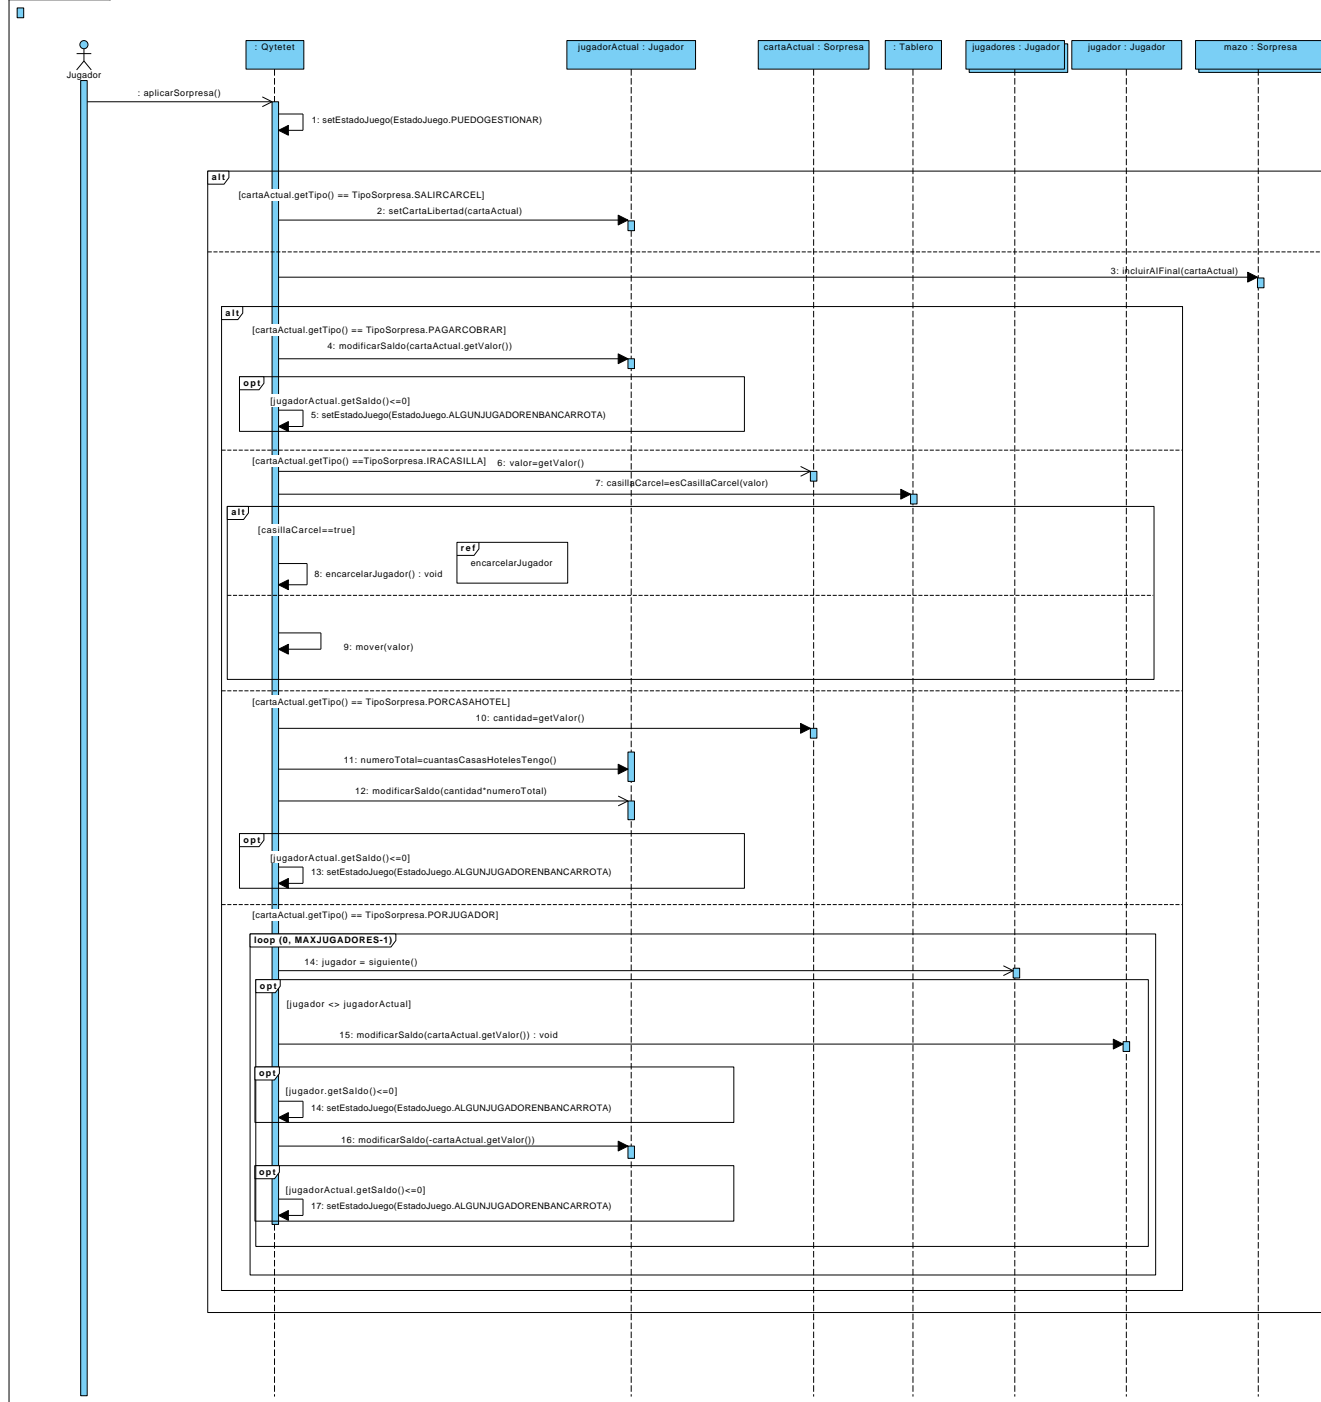 : Qytetet
jugadorActual : Jugador
cartaActual : Sorpresa
: Tablero
jugadores : Jugador
jugador : Jugador
mazo : Sorpresa
Jugador
: aplicarSorpresa()
1: setEstadoJuego(EstadoJuego.PUEDOGESTIONAR)
alt
[cartaActual.getTipo() == TipoSorpresa.SALIRCARCEL]
2: setCartaLibertad(cartaActual)
3: incluirAlFinal(cartaActual)
alt
[cartaActual.getTipo() == TipoSorpresa.PAGARCOBRAR]
4: modificarSaldo(cartaActual.getValor())
opt
[jugadorActual.getSaldo()<=0]
5: setEstadoJuego(EstadoJuego.ALGUNJUGADORENBANCARROTA)
[cartaActual.getTipo() ==TipoSorpresa.IRACASILLA]
6: valor=getValor()
7: casillaCarcel=esCasillaCarcel(valor)
alt
[casillaCarcel==true]
ref
encarcelarJugador
8: encarcelarJugador() : void
9: mover(valor)
[cartaActual.getTipo() == TipoSorpresa.PORCASAHOTEL]
10: cantidad=getValor()
11: numeroTotal=cuantasCasasHotelesTengo()
12: modificarSaldo(cantidad*numeroTotal)
opt
[jugadorActual.getSaldo()<=0]
13: setEstadoJuego(EstadoJuego.ALGUNJUGADORENBANCARROTA)
[cartaActual.getTipo() == TipoSorpresa.PORJUGADOR]
loop (0, MAXJUGADORES-1)
14: jugador = siguiente()
opt
[jugador <> jugadorActual]
15: modificarSaldo(cartaActual.getValor()) : void
opt
[jugador.getSaldo()<=0]
14: setEstadoJuego(EstadoJuego.ALGUNJUGADORENBANCARROTA)
16: modificarSaldo(-cartaActual.getValor())
opt
[jugadorActual.getSaldo()<=0]
17: setEstadoJuego(EstadoJuego.ALGUNJUGADORENBANCARROTA)